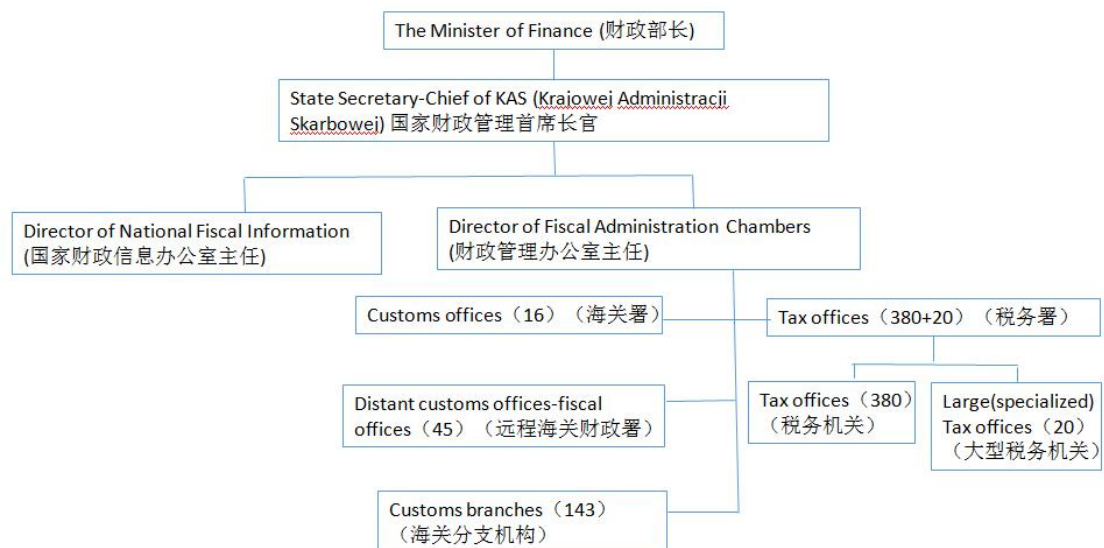 The Minister of Finance (财政部长)
State Secretary-Chief of KAS (Krajowej Administracji
Skarbowej) 国家财政管理首席长官
Director of National Fiscal Information
(国家财政信息办公室主任)
Director of Fiscal Administration Chambers
(财政管理办公室主任)
Customs offices（16）（海关署）
Tax offices（380+20）（税务署）
Distant customs offices-fiscal
offices（45）（远程海关财政署）
Tax offices（380）
（税务机关）
Large(specialized)
Tax offices（20）
（大型税务机关）
Customs branches（143）
（海关分支机构）